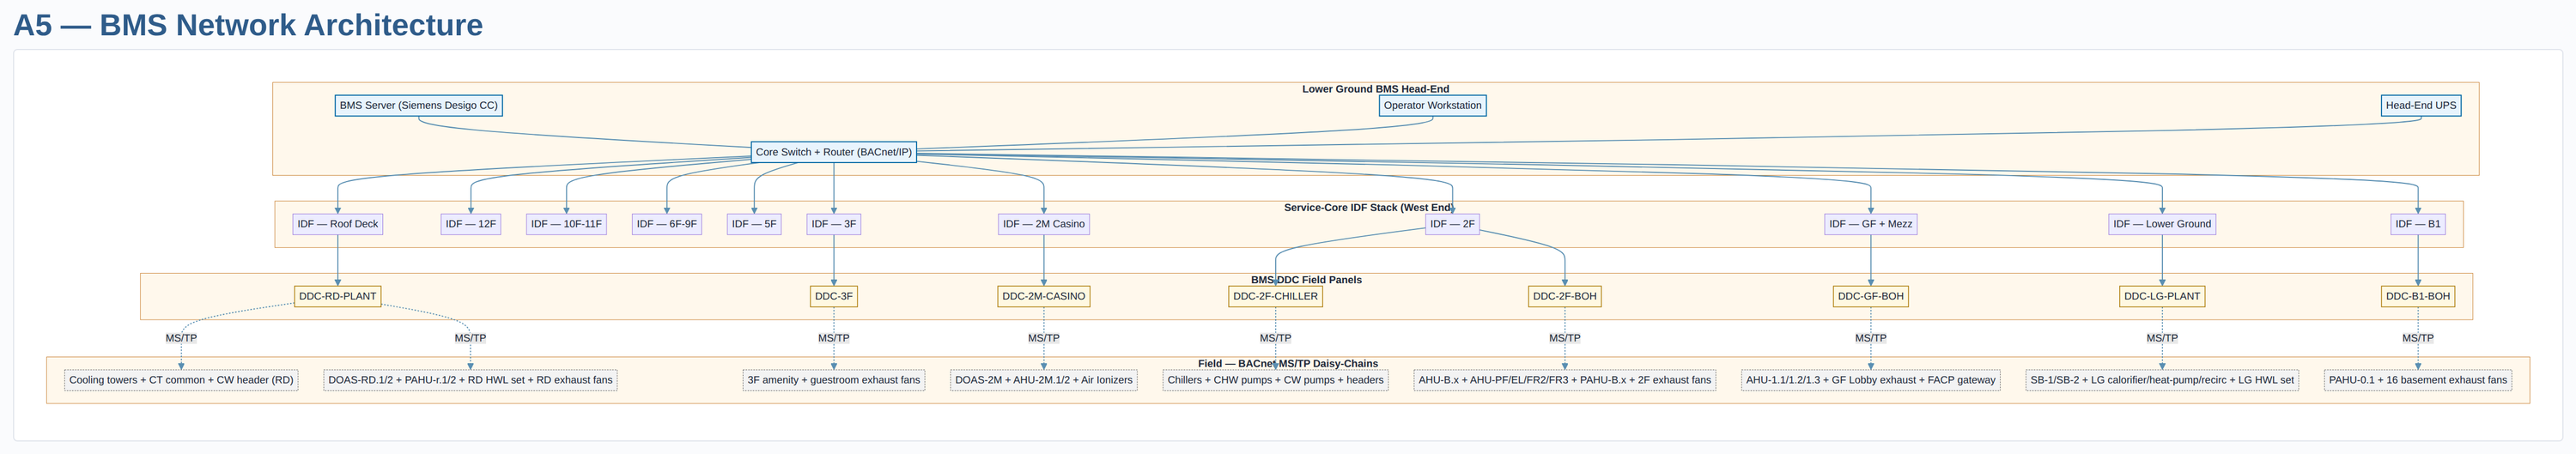 A5 — BMS Network Architecture
Lower Ground BMS Head-End
BMS Server (Siemens Desigo CC)
Operator Workstation
Head-End UPS
Core Switch + Router (BACnet/IP)
Service-Core IDF Stack (West End)
IDF — Roof Deck
IDF — 12F
IDF — 10F-11F
IDF — 6F-9F
IDF — 5F
IDF — 3F
IDF — 2M Casino
IDF — 2F
IDF — GF + Mezz
IDF — Lower Ground
IDF — B1
BMS DDC Field Panels
DDC-RD-PLANT
DDC-3F
DDC-2M-CASINO
DDC-2F-CHILLER
DDC-2F-BOH
DDC-GF-BOH
DDC-LG-PLANT
DDC-B1-BOH
MS/TP
MS/TP
MS/TP
MS/TP
MS/TP
MS/TP
MS/TP
MS/TP
MS/TP
Field — BACnet MS/TP Daisy-Chains
Cooling towers + CT common + CW header (RD)
DOAS-RD.1/2 + PAHU-r.1/2 + RD HWL set + RD exhaust fans
3F amenity + guestroom exhaust fans
DOAS-2M + AHU-2M.1/2 + Air Ionizers
Chillers + CHW pumps + CW pumps + headers
AHU-B.x + AHU-PF/EL/FR2/FR3 + PAHU-B.x + 2F exhaust fans
AHU-1.1/1.2/1.3 + GF Lobby exhaust + FACP gateway
SB-1/SB-2 + LG calorifier/heat-pump/recirc + LG HWL set
PAHU-0.1 + 16 basement exhaust fans